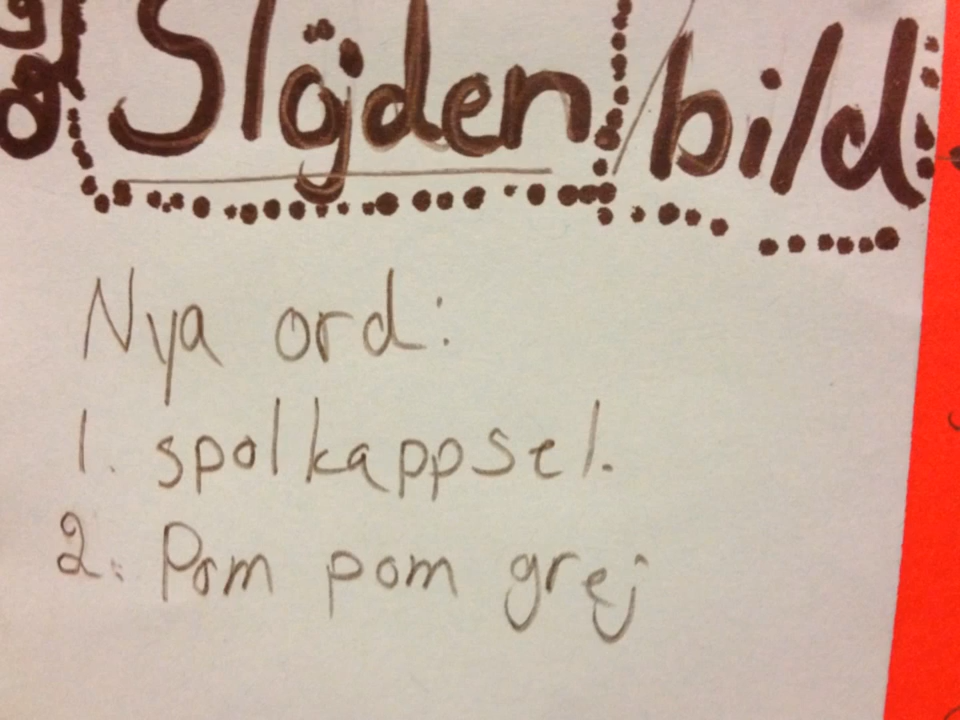 Slöjden/bild
Nya ord:
1. spolkappsel.
2. Pom pom grej